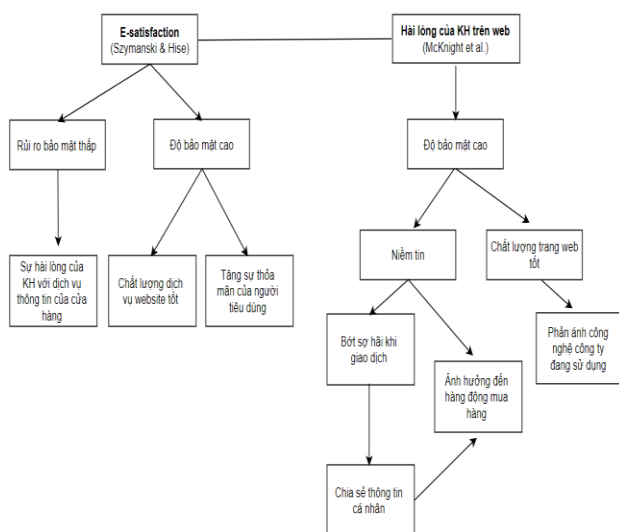 E-satisfaction
(Szymanski & Hise)
Hài lòng của KH trên web
(McKnight et al.)
Rủi ro bảo mật thấp
Độ bảo mật cao
Độ bảo mật cao
Sự hài lòng của
KH với dịch vụ
thông tin của cửa
hàng
Chất lượng dịch
vụ website tốt
Tăng sự thỏa
mãn của người
tiêu dùng
Niềm tin
Chất lượng trang web
tốt
Bớt sợ hãi khi
giao dịch
Ảnh hưởng đến
hành động mua
hàng
Phản ánh công
nghệ công ty
đang sử dụng
Chia sẻ thông tin
cá nhân